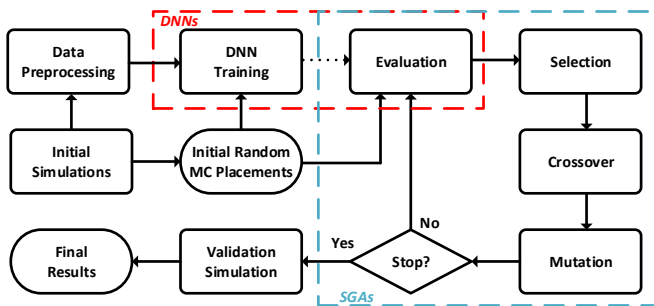 DNNs
Data
Preprocessing
DNN
Training
Evaluation
Selection
Initial
Simulations
Initial Random
MC Placements
Crossover
No
Yes
Final
Results
Validation
Simulation
Stop?
Mutation
SGAs